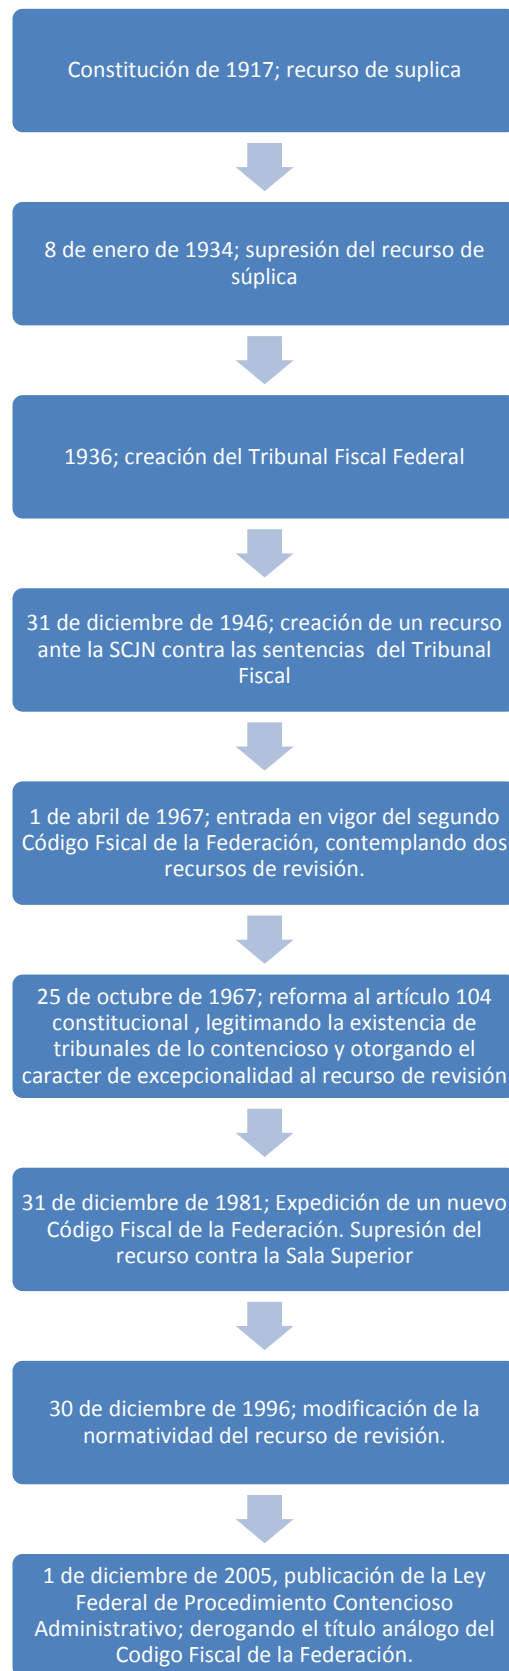 Constitución de 1917; recurso de suplica
8 de enero de 1934; supresión del recurso de
súplica
1936; creación del Tribunal Fiscal Federal
31 de diciembre de 1946; creación de un recurso
ante la SCJN contra las sentencias del Tribunal
Fiscal
1 de abril de 1967; entrada en vigor del segundo
Código Fsical de la Federación, contemplando dos
recursos de revisión.
25 de octubre de 1967; reforma al artículo 104
constitucional , legitimando la existencia de
tribunales de lo contencioso y otorgando el
caracter de excepcionalidad al recurso de revisión
31 de diciembre de 1981; Expedición de un nuevo
Código Fiscal de la Federación. Supresión del
recurso contra la Sala Superior
30 de diciembre de 1996; modificación de la
normatividad del recurso de revisión.
1 de diciembre de 2005, publicación de la Ley
Federal de Procedimiento Contencioso
Administrativo; derogando el título análogo del
Codigo Fiscal de la Federación.